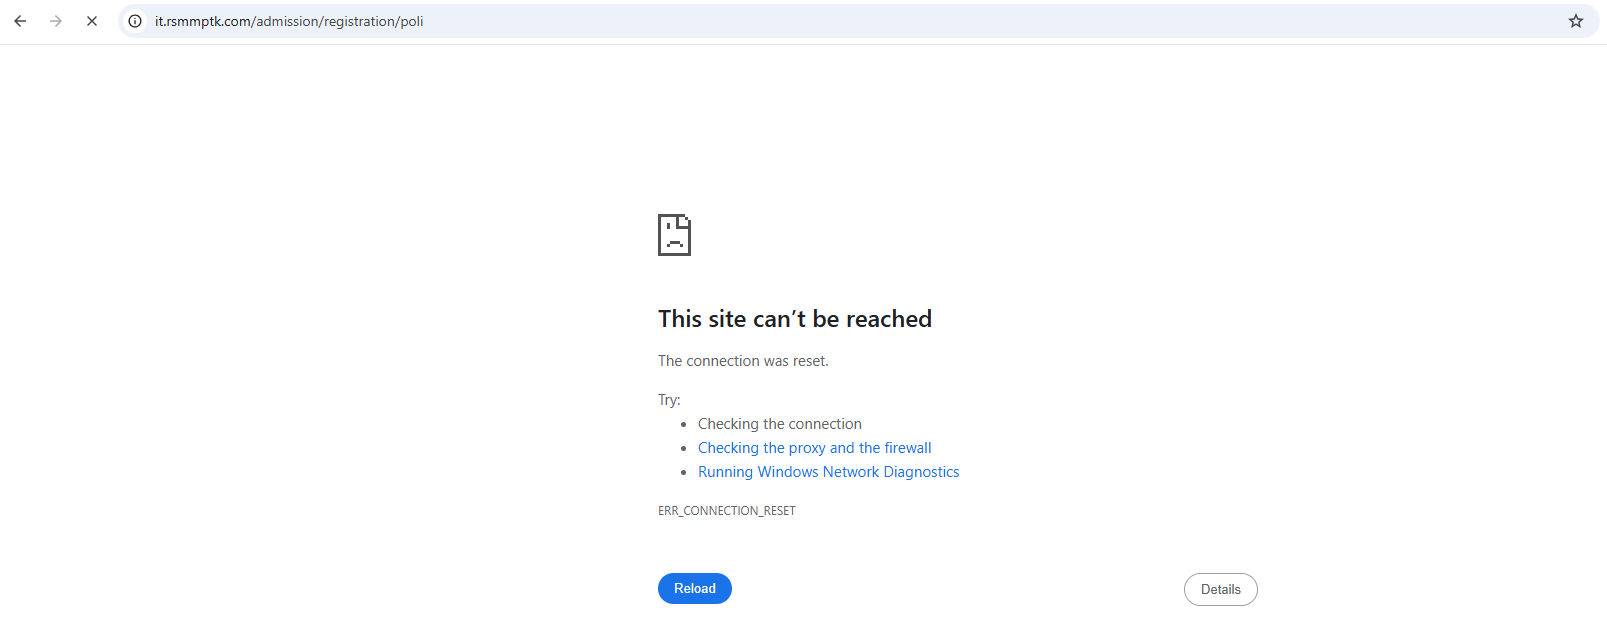 it.rsmmptk.com/admission/registration/poli
This site can’t be reached
The connection was reset.
Try:
Checking the connection
Checking the proxy and the firewall
Running Windows Network Diagnostics
ERR_CONNECTION_RESET
Reload
Details